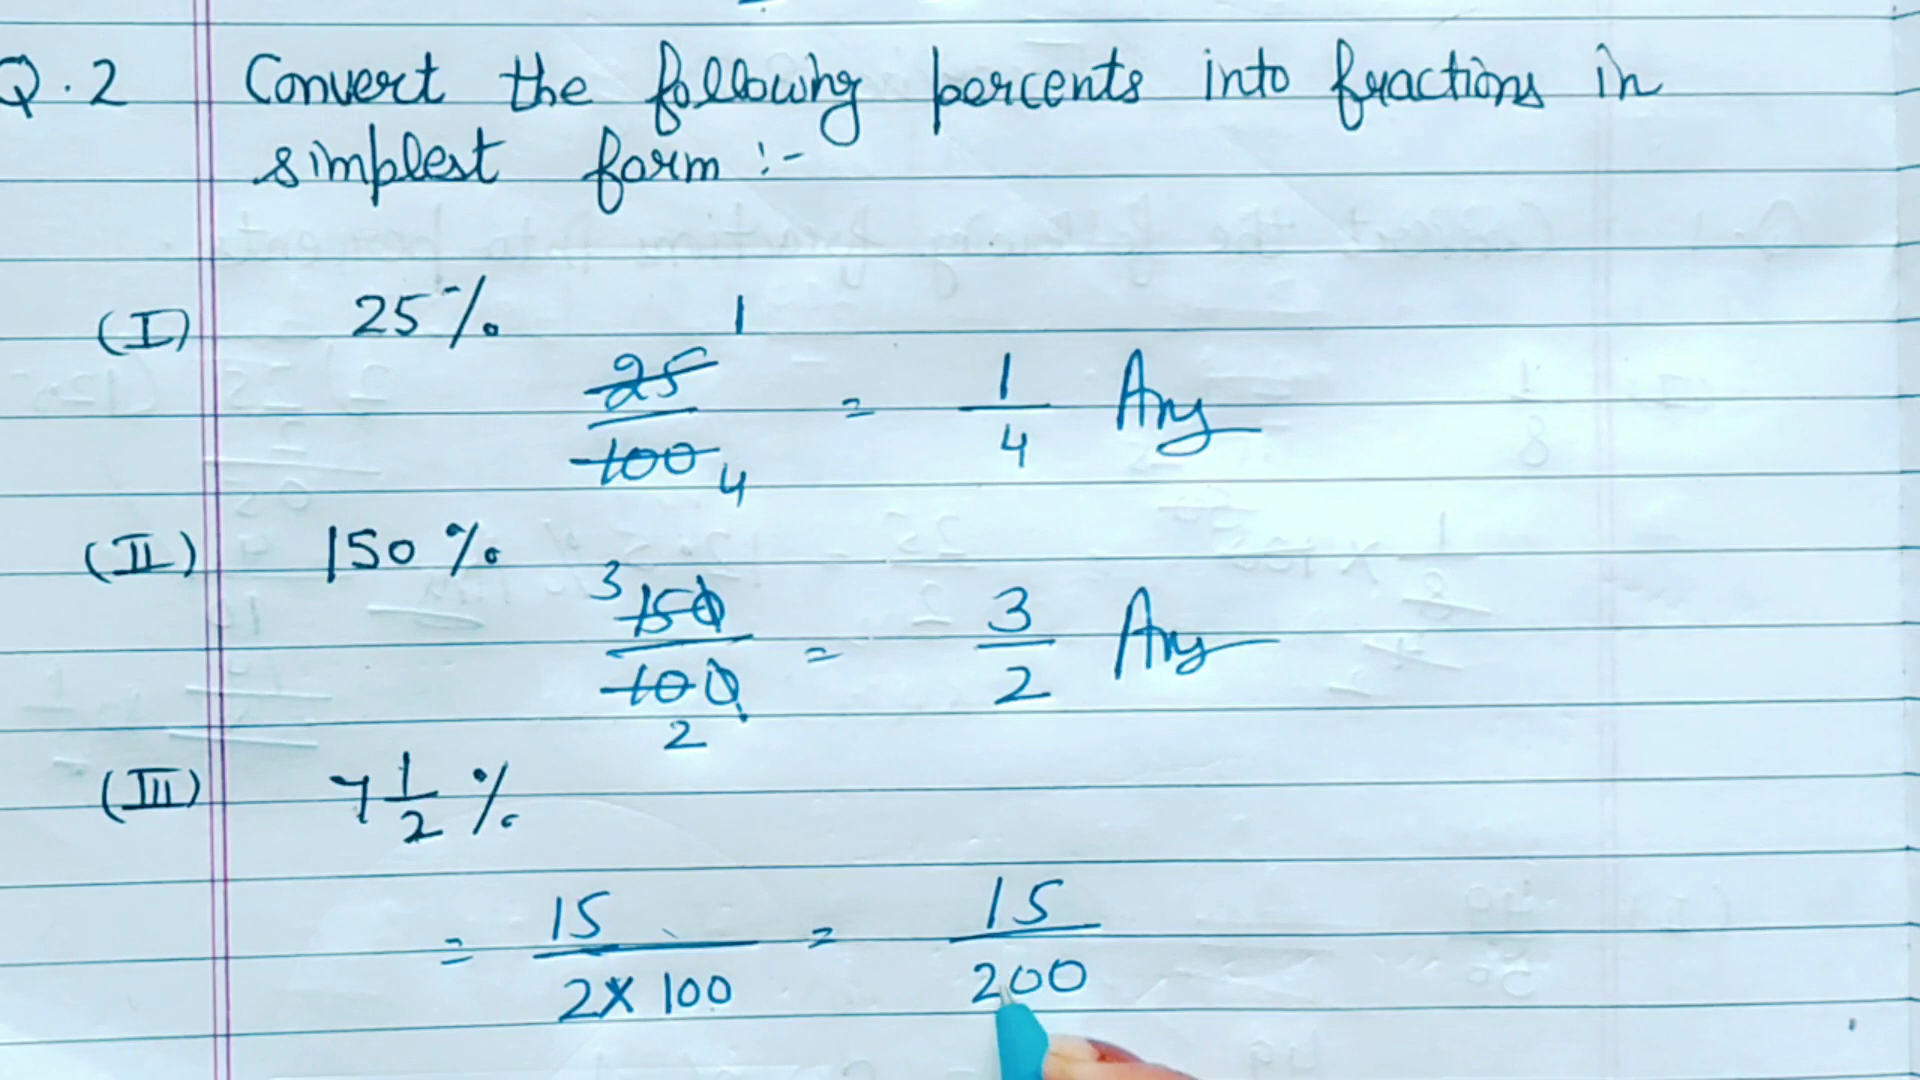 Q.2 Convert the following percents into fractions in
simplest form :-
(I) 25%
25/100 1 4 = 1/4 Ans
(II) 150%
3 150/100 2 = 3/2 Ans
(III) 7 1/2 %
= 15/2×100 = 15/200